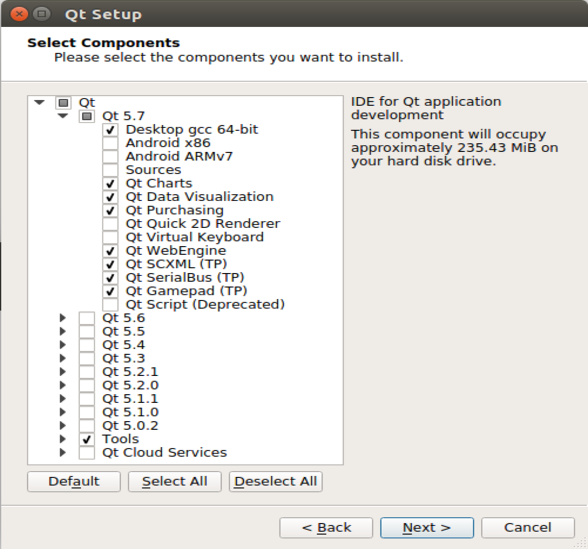 Qt Setup
Select Components
Please select the components you want to install.
Qt
Qt 5.7
Desktop gcc 64-bit
Android x86
Android ARMv7
Sources
Qt Charts
Qt Data Visualization
Qt Purchasing
Qt Quick 2D Renderer
Qt Virtual Keyboard
Qt WebEngine
Qt SCXML (TP)
Qt SerialBus (TP)
Qt Gamepad (TP)
Qt Script (Deprecated)
Qt 5.6
Qt 5.5
Qt 5.4
Qt 5.3
Qt 5.2.1
Qt 5.2.0
Qt 5.1.1
Qt 5.1.0
Qt 5.0.2
Tools
Qt Cloud Services
IDE for Qt application
development
This component will occupy
approximately 235.43 MiB on
your hard disk drive.
Default
Select All
Deselect All
< Back
Next >
Cancel